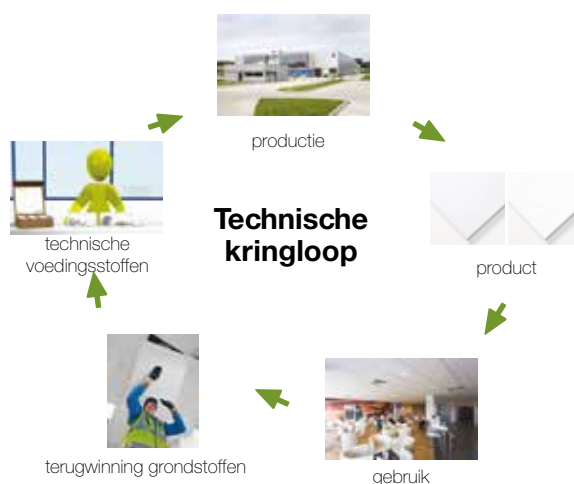 productie
Technische
kringloop
product
gebruik
terugwinning grondstoffen
technische
voedingsstoffen